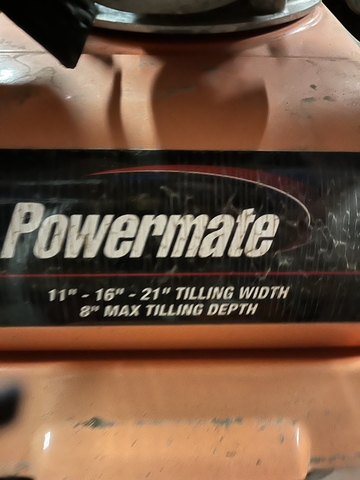 Powermate
11" - 16" - 21" TILLING WIDTH
8" MAX TILLING DEPTH